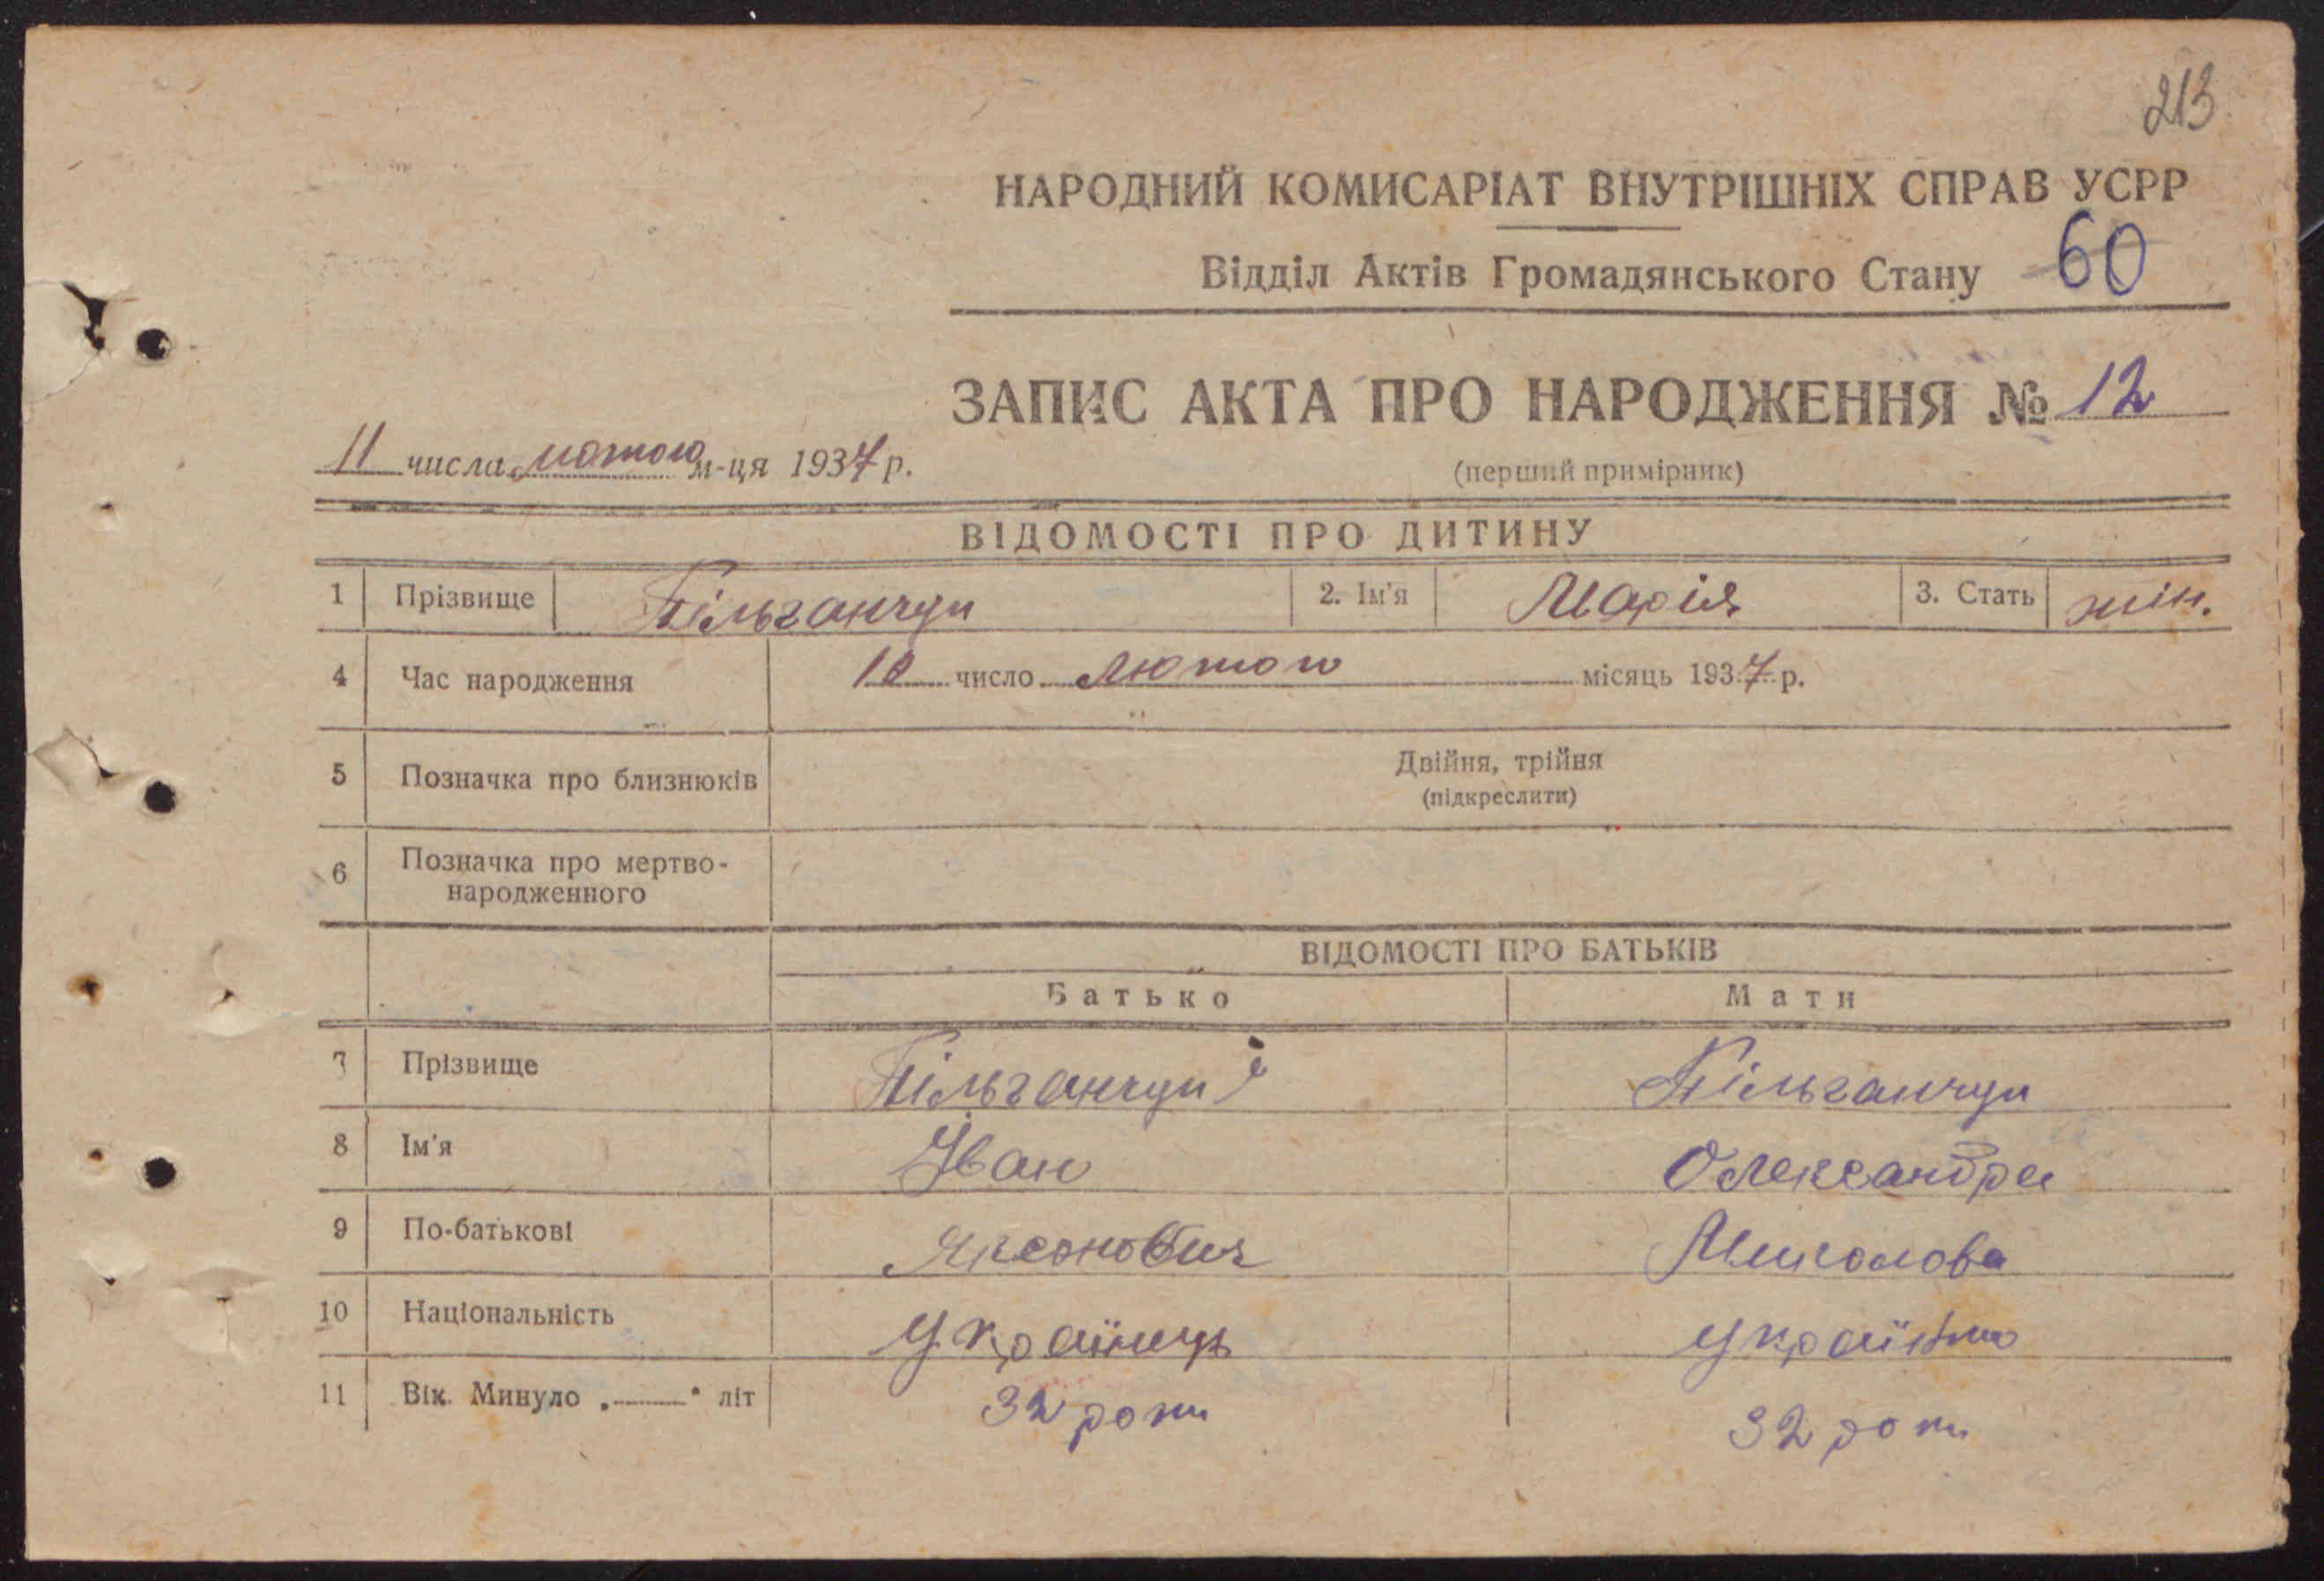 213
НАРОДНИЙ КОМИСАРІАТ ВНУТРІШНІХ СПРАВ УСРР
Відділ Актів Громадянського Стану 60
ЗАПИС АКТА ПРО НАРОДЖЕННЯ № 12
11 числа лютого м-ця 1937 р.
(перший примірник)
ВІДОМОСТІ ПРО ДИТИНУ
1 Прізвище 2. Ім'я Марія 3. Стать жін.
4 Час народження 10 число лютого місяць 1937 р.
5 Позначка про близнюків Двійня, трійня
(підкреслити)
6 Позначка про мертво-
народженного
ВІДОМОСТІ ПРО БАТЬКІВ
Батько Мати
7 Прізвище
8 Ім'я Іван Олександра
9 По-батькові
10 Національність Українець Українка
11 Вік. Минуло „——“ літ 32 роки 32 роки